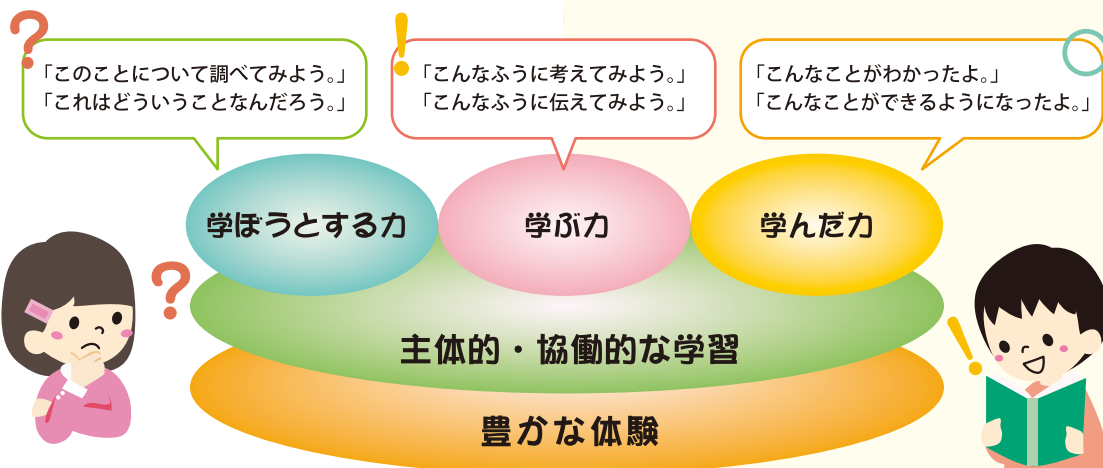 ?
「このことについて調べてみよう。」
「これはどういうことなんだろう。」
!
「こんなふうに考えてみよう。」
「こんなふうに伝えてみよう。」
「こんなことがわかったよ。」
「こんなことができるようになったよ。」
学ぼうとする力
学ぶ力
学んだ力
?
!
主体的・協働的な学習
豊かな体験